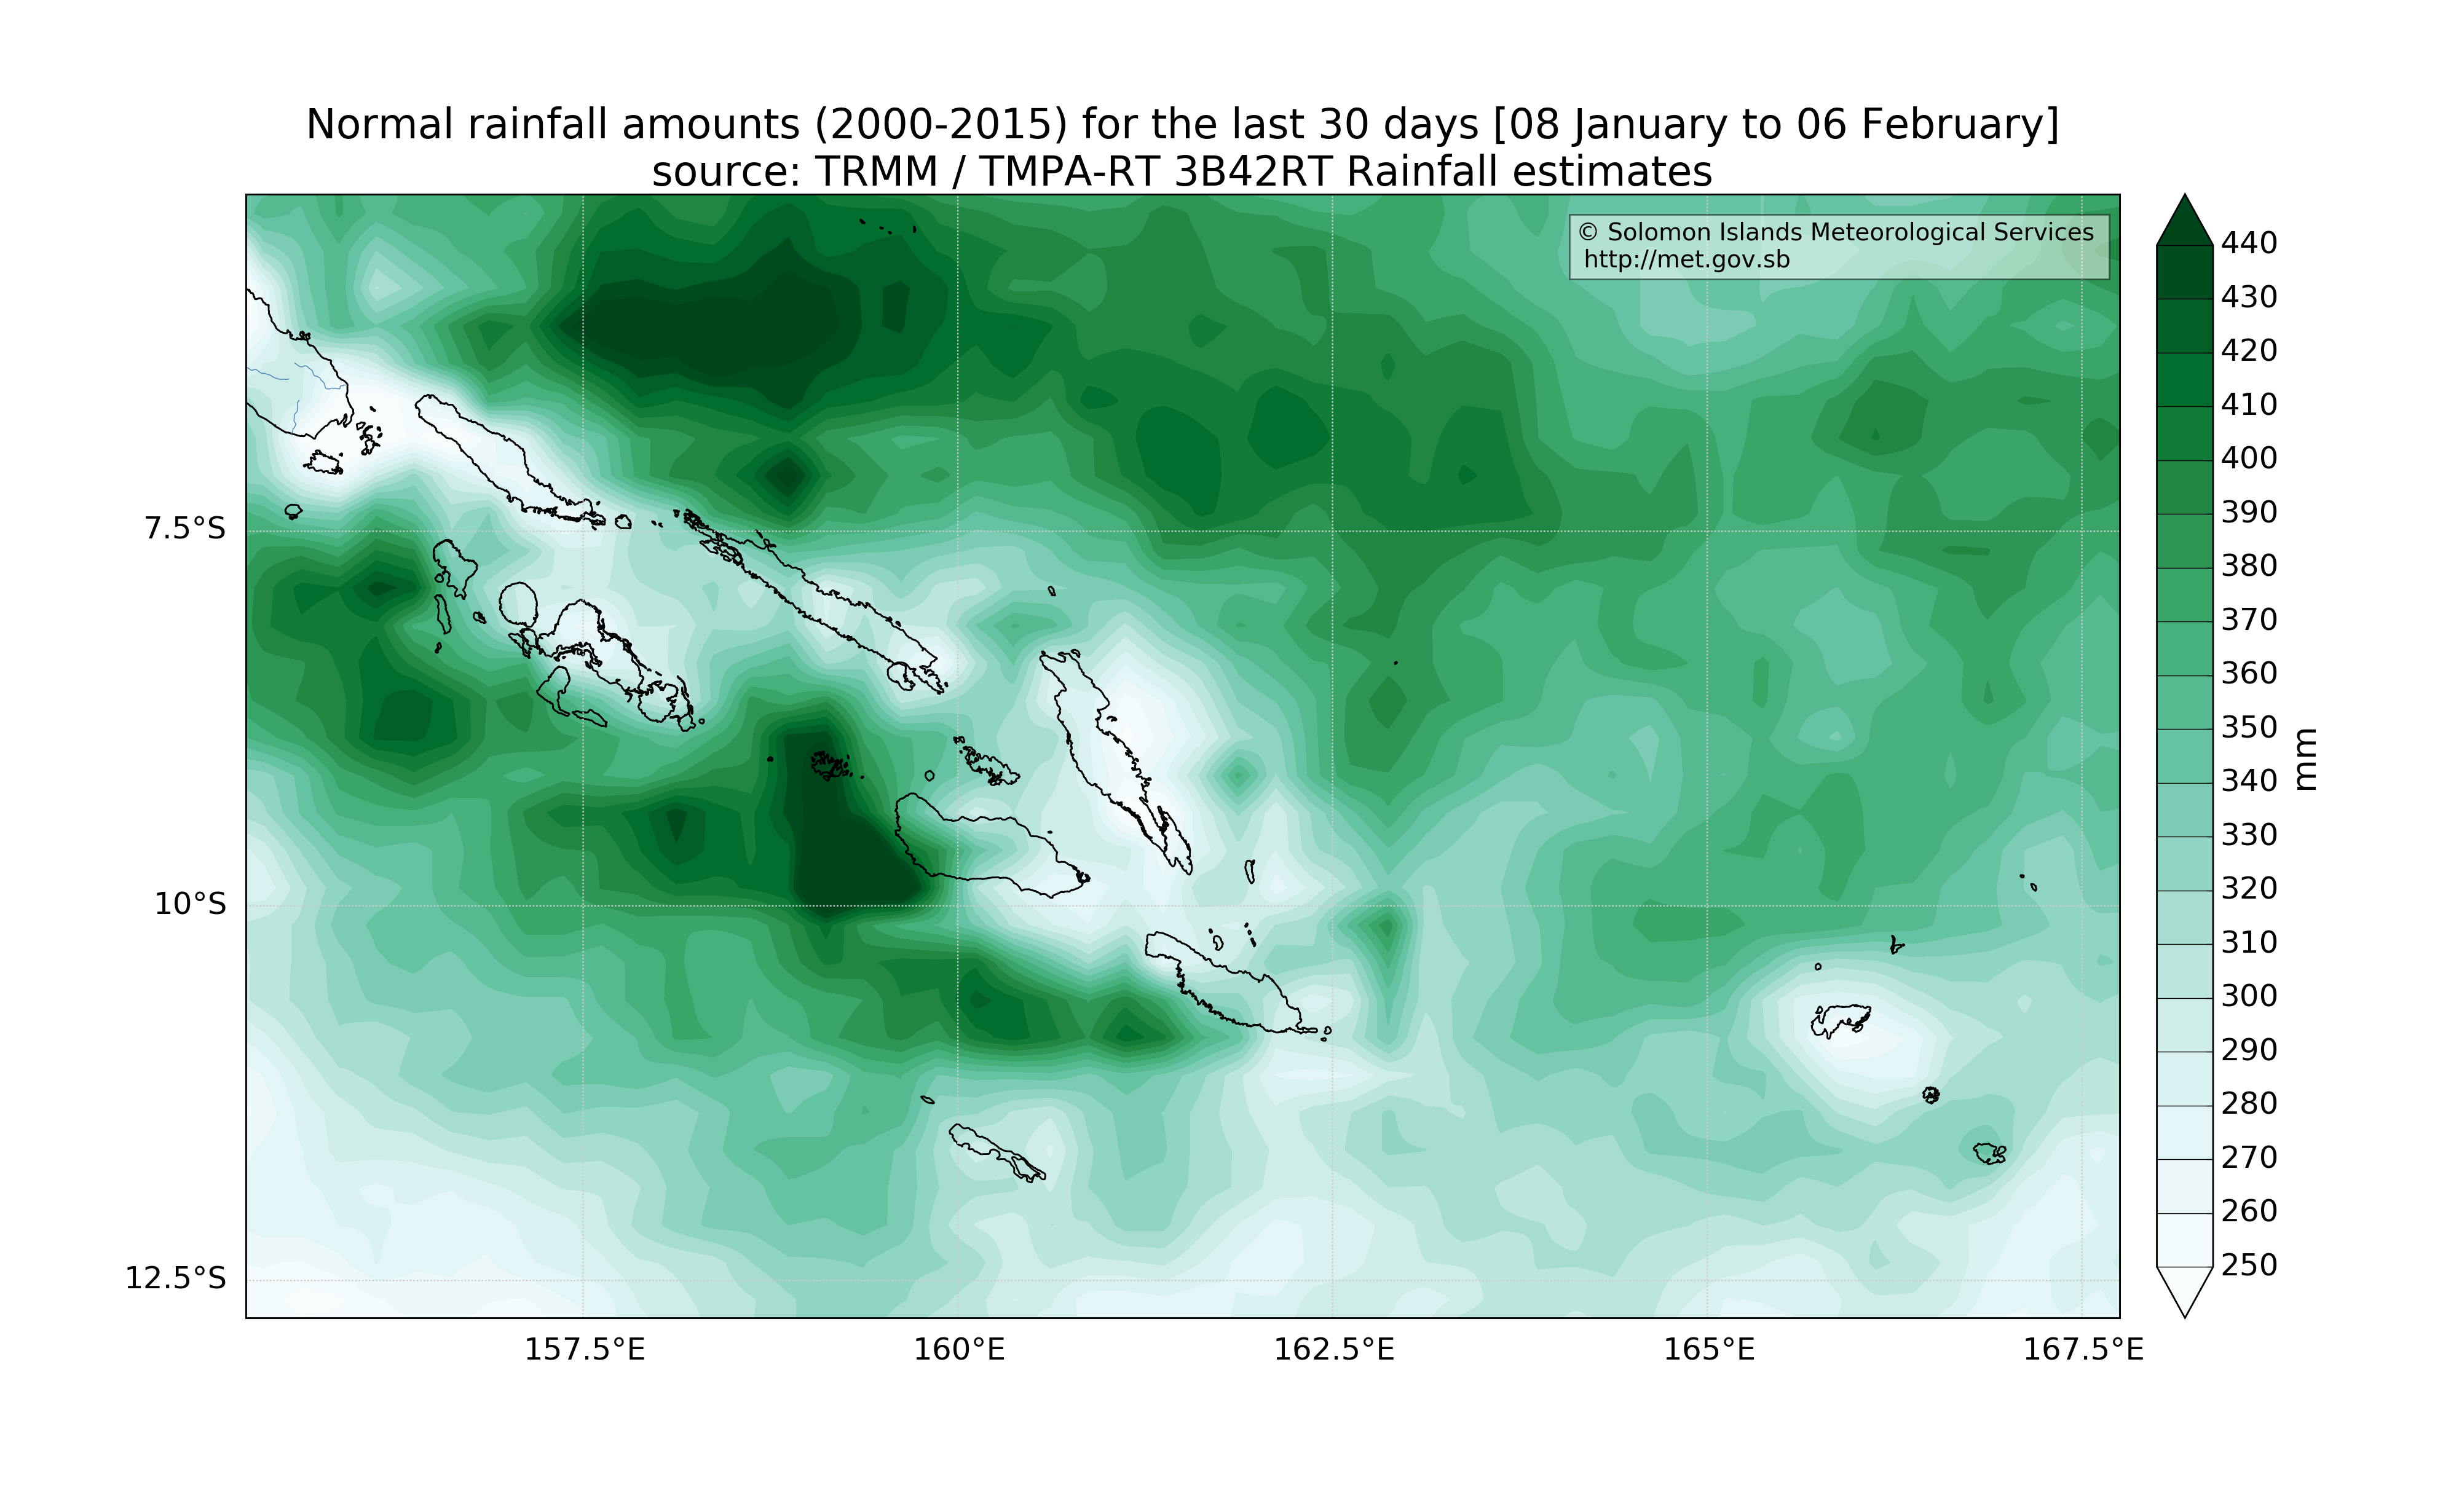 Normal rainfall amounts (2000-2015) for the last 30 days [08 January to 06 February]
source: TRMM / TMPA-RT 3B42RT Rainfall estimates
© Solomon Islands Meteorological Services
http://met.gov.sb
440
430
420
410
400
390
380
370
360
350
340
330
320
310
300
290
280
270
260
250
mm
7.5°S
10°S
12.5°S
157.5°E
160°E
162.5°E
165°E
167.5°E